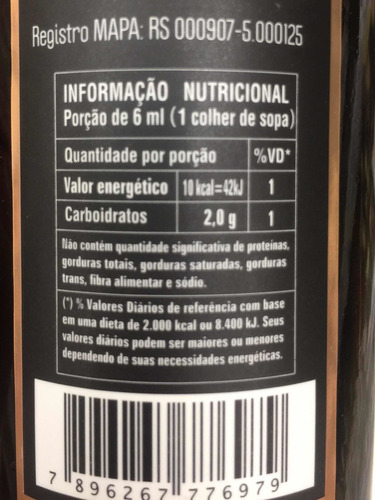 Registro MAPA: RS 000907-5.000125
INFORMAÇÃO NUTRICIONAL
Porção de 6 ml (1 colher de sopa)
Quantidade por porção %VD*
Valor energético 10 kcal=42kJ 1
Carboidratos 2,0 g 1
Não contém quantidade significativa de proteínas,
gorduras totais, gorduras saturadas, gorduras
trans, fibra alimentar e sódio.
(*) % Valores Diários de referência com base
em uma dieta de 2.000 kcal ou 8.400 kJ. Seus
valores diários podem ser maiores ou menores
dependendo de suas necessidades energéticas.
7 896267 776979